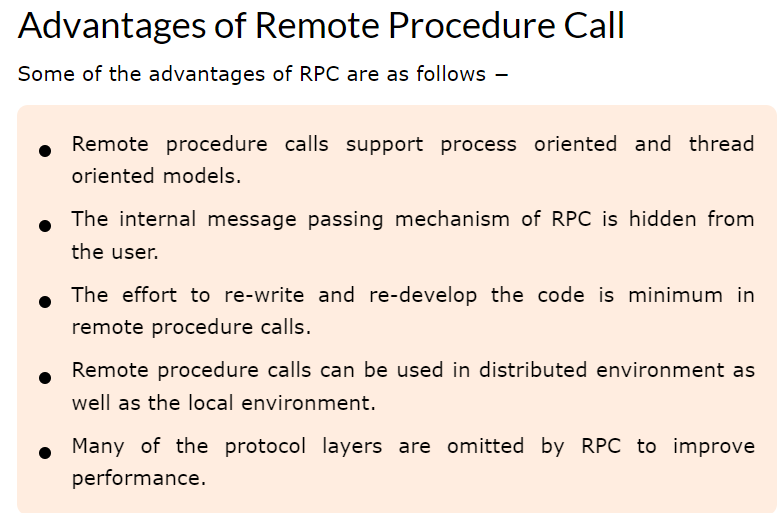 Advantages of Remote Procedure Call
Some of the advantages of RPC are as follows −
● Remote procedure calls support process oriented and thread
oriented models.
● The internal message passing mechanism of RPC is hidden from
the user.
● The effort to re-write and re-develop the code is minimum in
remote procedure calls.
● Remote procedure calls can be used in distributed environment as
well as the local environment.
● Many of the protocol layers are omitted by RPC to improve
performance.